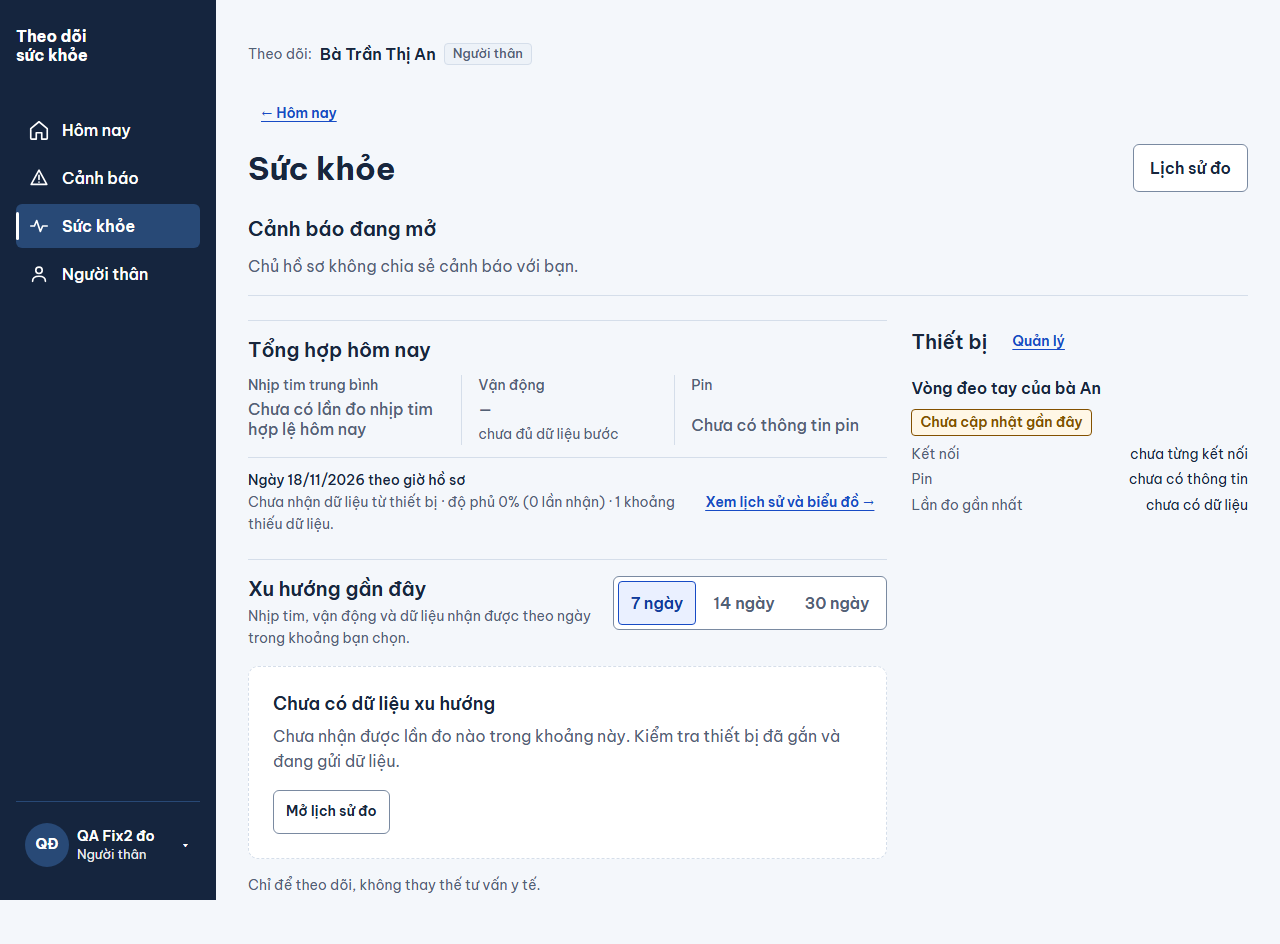 Theo dõi
sức khỏe
Hôm nay
Cảnh báo
Sức khỏe
Người thân
QĐ
QA Fix2 đo
Người thân
Theo dõi: Bà Trần Thị An Người thân
← Hôm nay
Sức khỏe
Lịch sử đo
Cảnh báo đang mở
Chủ hồ sơ không chia sẻ cảnh báo với bạn.
Tổng hợp hôm nay
Nhịp tim trung bình
Chưa có lần đo nhịp tim
hợp lệ hôm nay
Vận động
—
chưa đủ dữ liệu bước
Pin
Chưa có thông tin pin
Ngày 18/11/2026 theo giờ hồ sơ
Chưa nhận dữ liệu từ thiết bị · độ phủ 0% (0 lần nhận) · 1 khoảng
thiếu dữ liệu.
Xem lịch sử và biểu đồ →
Xu hướng gần đây
Nhịp tim, vận động và dữ liệu nhận được theo ngày
trong khoảng bạn chọn.
7 ngày 14 ngày 30 ngày
Chưa có dữ liệu xu hướng
Chưa nhận được lần đo nào trong khoảng này. Kiểm tra thiết bị đã gắn và
đang gửi dữ liệu.
Mở lịch sử đo
Chỉ để theo dõi, không thay thế tư vấn y tế.
Thiết bị Quản lý
Vòng đeo tay của bà An
Chưa cập nhật gần đây
Kết nối chưa từng kết nối
Pin chưa có thông tin
Lần đo gần nhất chưa có dữ liệu